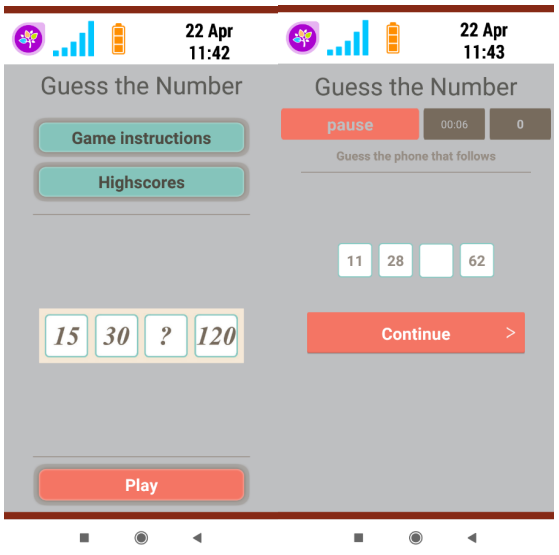 22 Apr
11:42
Guess the Number
Game instructions
Highscores
15 30 ? 120
Play
22 Apr
11:43
Guess the Number
pause 00:06 0
Guess the phone that follows
11 28 62
Continue >